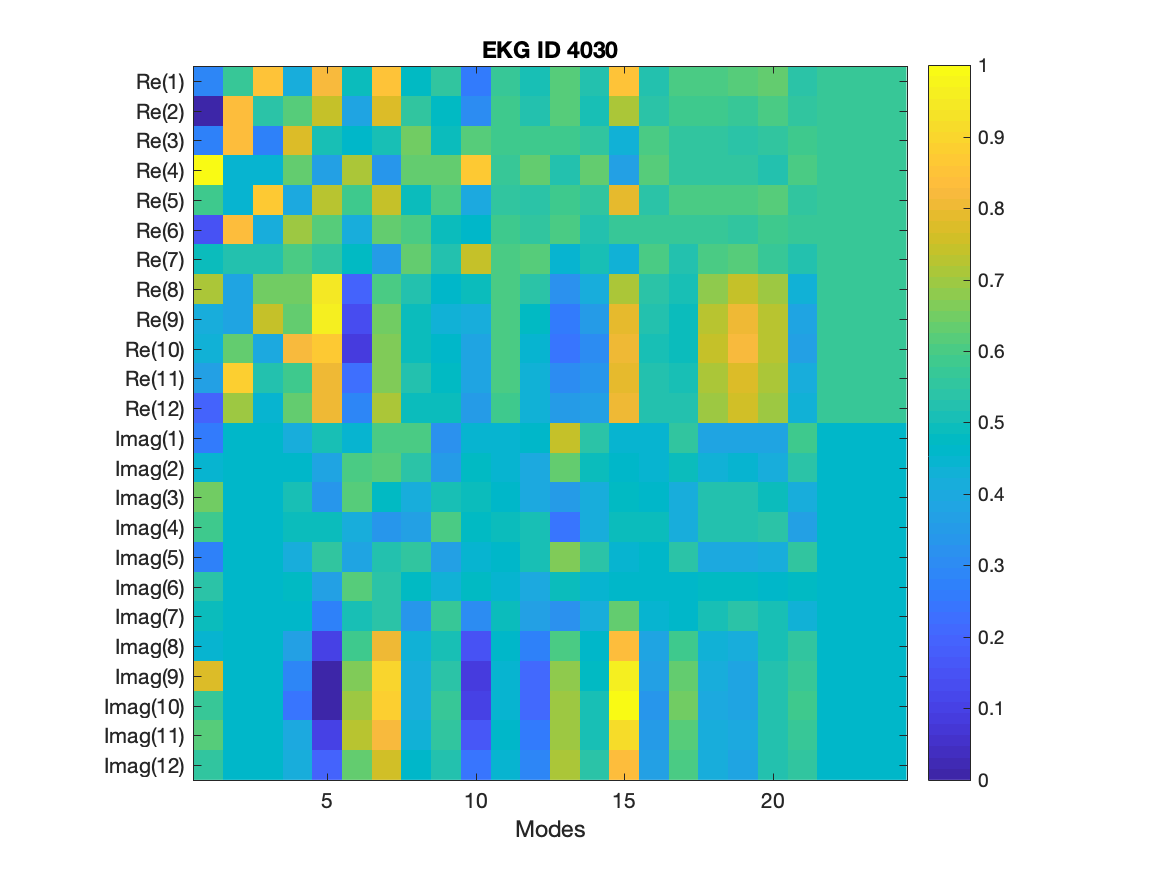 EKG ID 4030
Re(1)
Re(2)
Re(3)
Re(4)
Re(5)
Re(6)
Re(7)
Re(8)
Re(9)
Re(10)
Re(11)
Re(12)
Imag(1)
Imag(2)
Imag(3)
Imag(4)
Imag(5)
Imag(6)
Imag(7)
Imag(8)
Imag(9)
Imag(10)
Imag(11)
Imag(12)
5 10 15 20
Modes
1
0.9
0.8
0.7
0.6
0.5
0.4
0.3
0.2
0.1
0